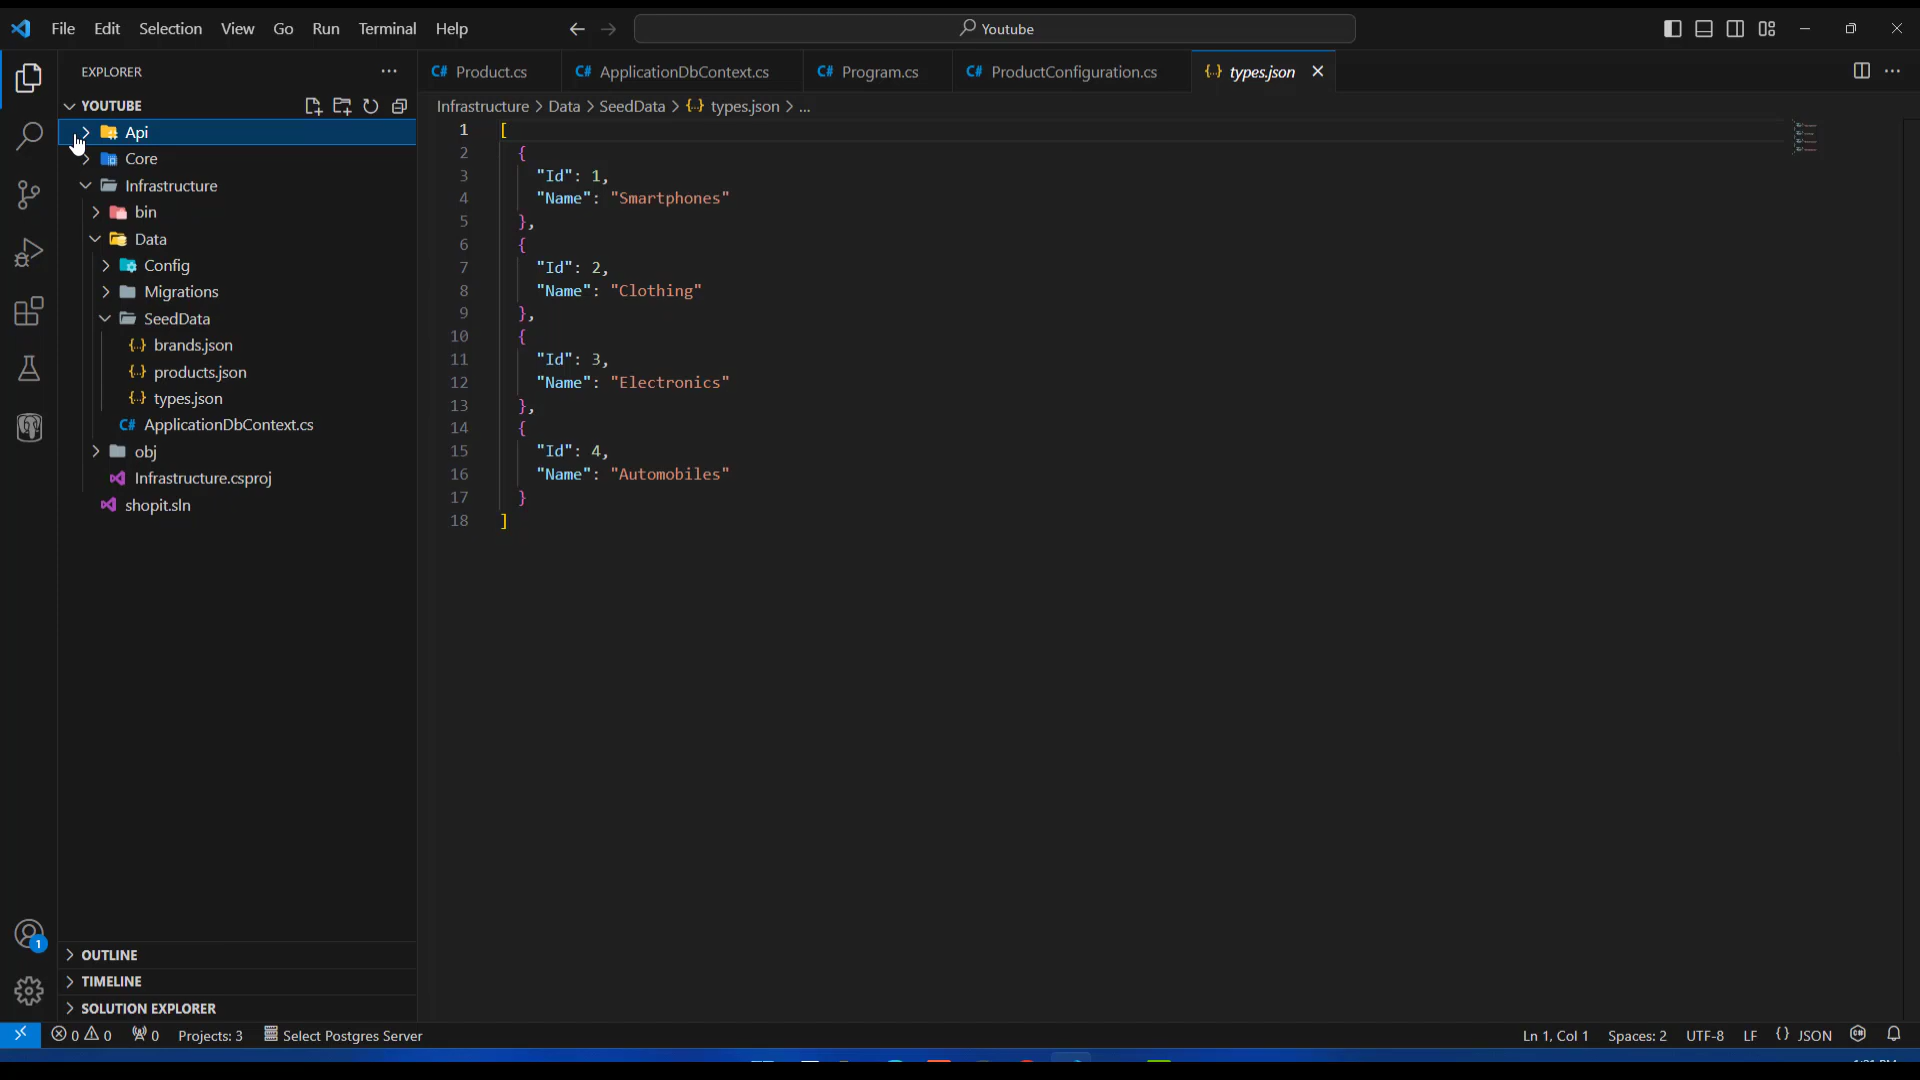 File Edit Selection View Go Run Terminal Help Youtube
EXPLORER
Product.cs ApplicationDbContext.cs Program.cs ProductConfiguration.cs types.json
YOUTUBE
Infrastructure > Data > SeedData > {..} types.json > ...
Api
Core
Infrastructure
bin
Data
Config
Migrations
SeedData
{..} brands.json
{..} products.json
{..} types.json
C# ApplicationDbContext.cs
obj
Infrastructure.csproj
shopit.sln
1 [
2 {
3 "Id": 1,
4 "Name": "Smartphones"
5 },
6 {
7 "Id": 2,
8 "Name": "Clothing"
9 },
10 {
11 "Id": 3,
12 "Name": "Electronics"
13 },
14 {
15 "Id": 4,
16 "Name": "Automobiles"
17 }
18 ]
OUTLINE
TIMELINE
SOLUTION EXPLORER
1
0 0 0 Projects: 3 Select Postgres Server Ln 1, Col 1 Spaces: 2 UTF-8 LF {} JSON